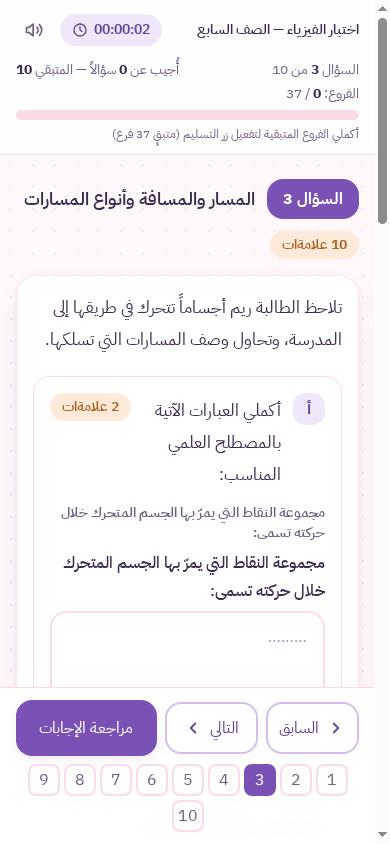 اختبار الفيزياء — الصف السابع
00:00:02
السؤال 3 من 10
أُجيب عن 0 سؤالاً — المتبقي 10
الفروع: 0 / 37
أكملي الفروع المتبقية لتفعيل زر التسليم (متبقٍ 37 فرع)
السؤال 3
المسار والمسافة وأنواع المسارات
10 علامات
تلاحظ الطالبة ريم أجساماً تتحرك في طريقها إلى
المدرسة، وتحاول وصف المسارات التي تسلكها.
أ
أكملي العبارات الآتية
بالمصطلح العلمي
المناسب:
2 علامات
مجموعة النقاط التي يمرّ بها الجسم المتحرك خلال
حركته تسمى:
مجموعة النقاط التي يمرّ بها الجسم المتحرك
خلال حركته تسمى:
.........
السابق
التالي
مراجعة الإجابات
1 2 3 4 5 6 7 8 9
10